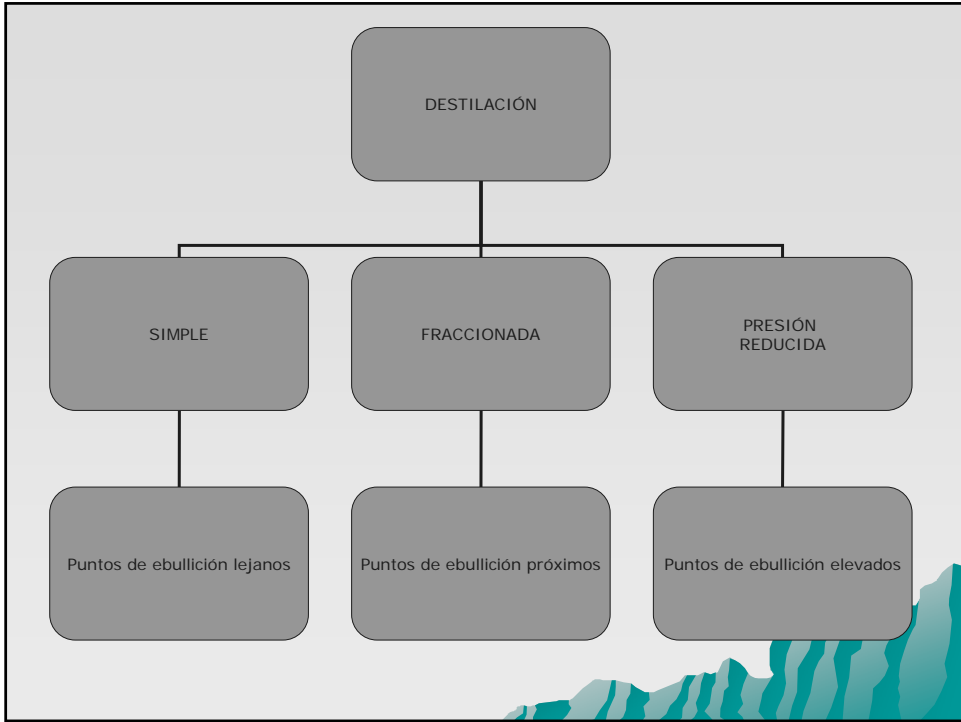 DESTILACIÓN
SIMPLE
FRACCIONADA
PRESIÓN
REDUCIDA
Puntos de ebullición lejanos
Puntos de ebullición próximos
Puntos de ebullición elevados